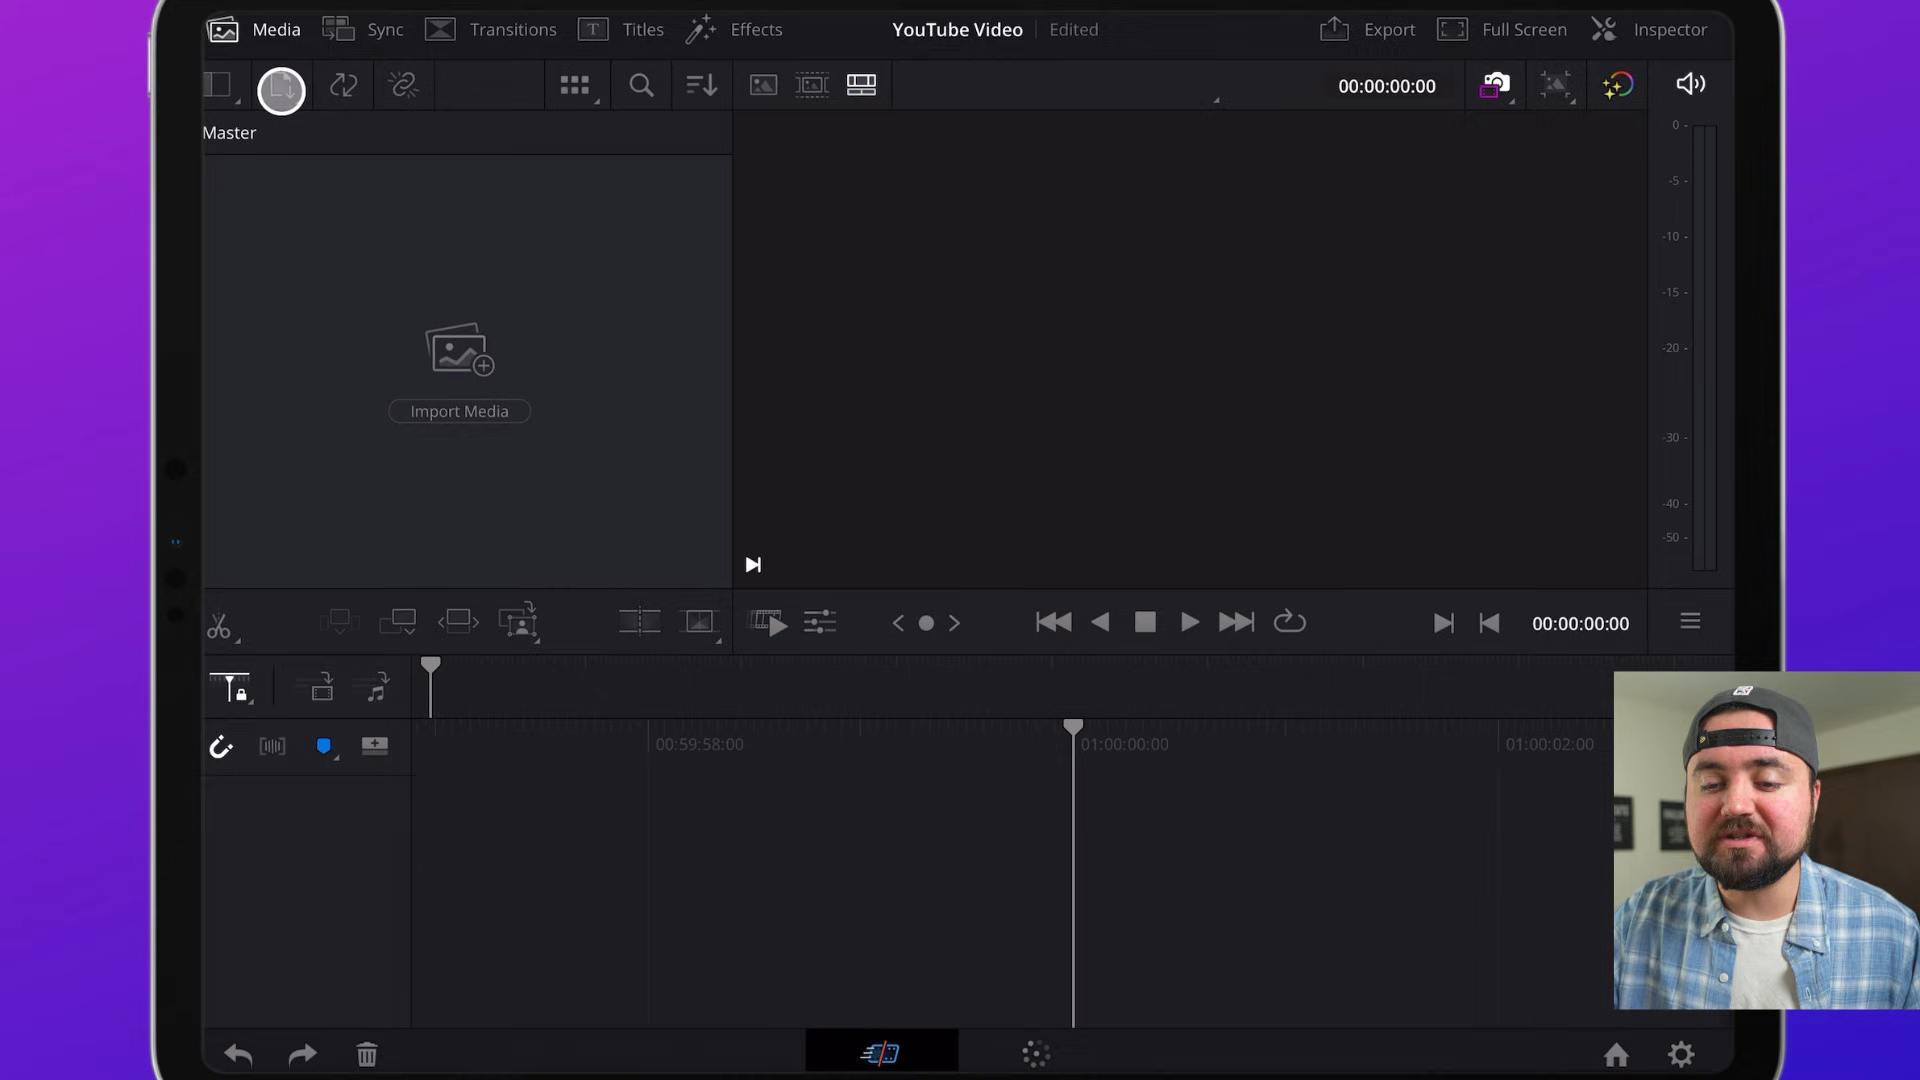 Media Sync Transitions Titles Effects YouTube Video Edited Export Full Screen Inspector
00:00:00:00
Master
0
-5
-10
-15
-20
-30
-40
-50
Import Media
00:00:00:00
00:59:58:00 01:00:00:00 01:00:02:00